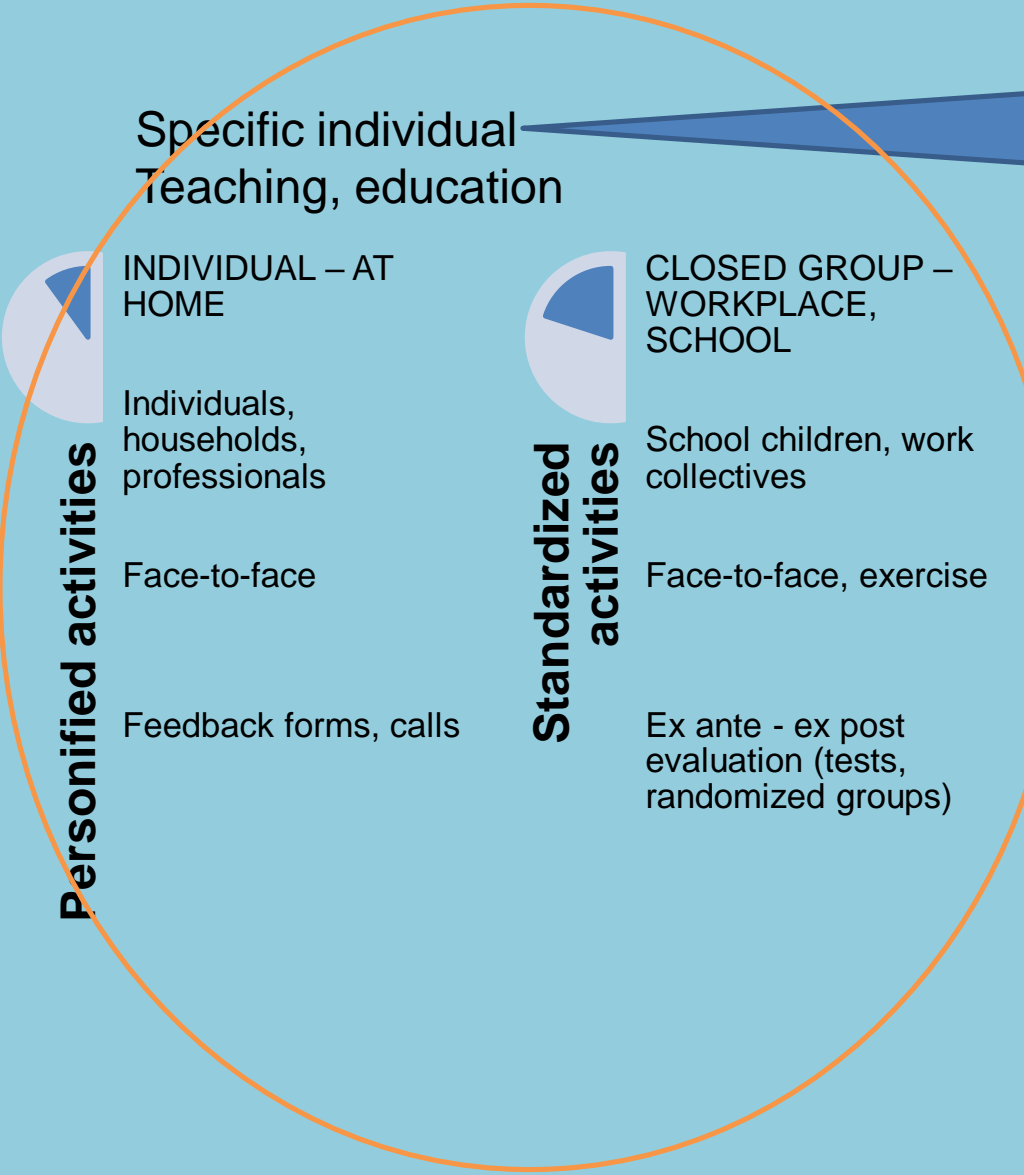 Specific individual
Teaching, education
INDIVIDUAL – AT
HOME
Individuals,
households,
professionals
Face-to-face
Feedback forms, calls
Personified activities
CLOSED GROUP –
WORKPLACE,
SCHOOL
School children, work
collectives
Face-to-face, exercise
Ex ante - ex post
evaluation (tests,
randomized groups)
Standardized
activities